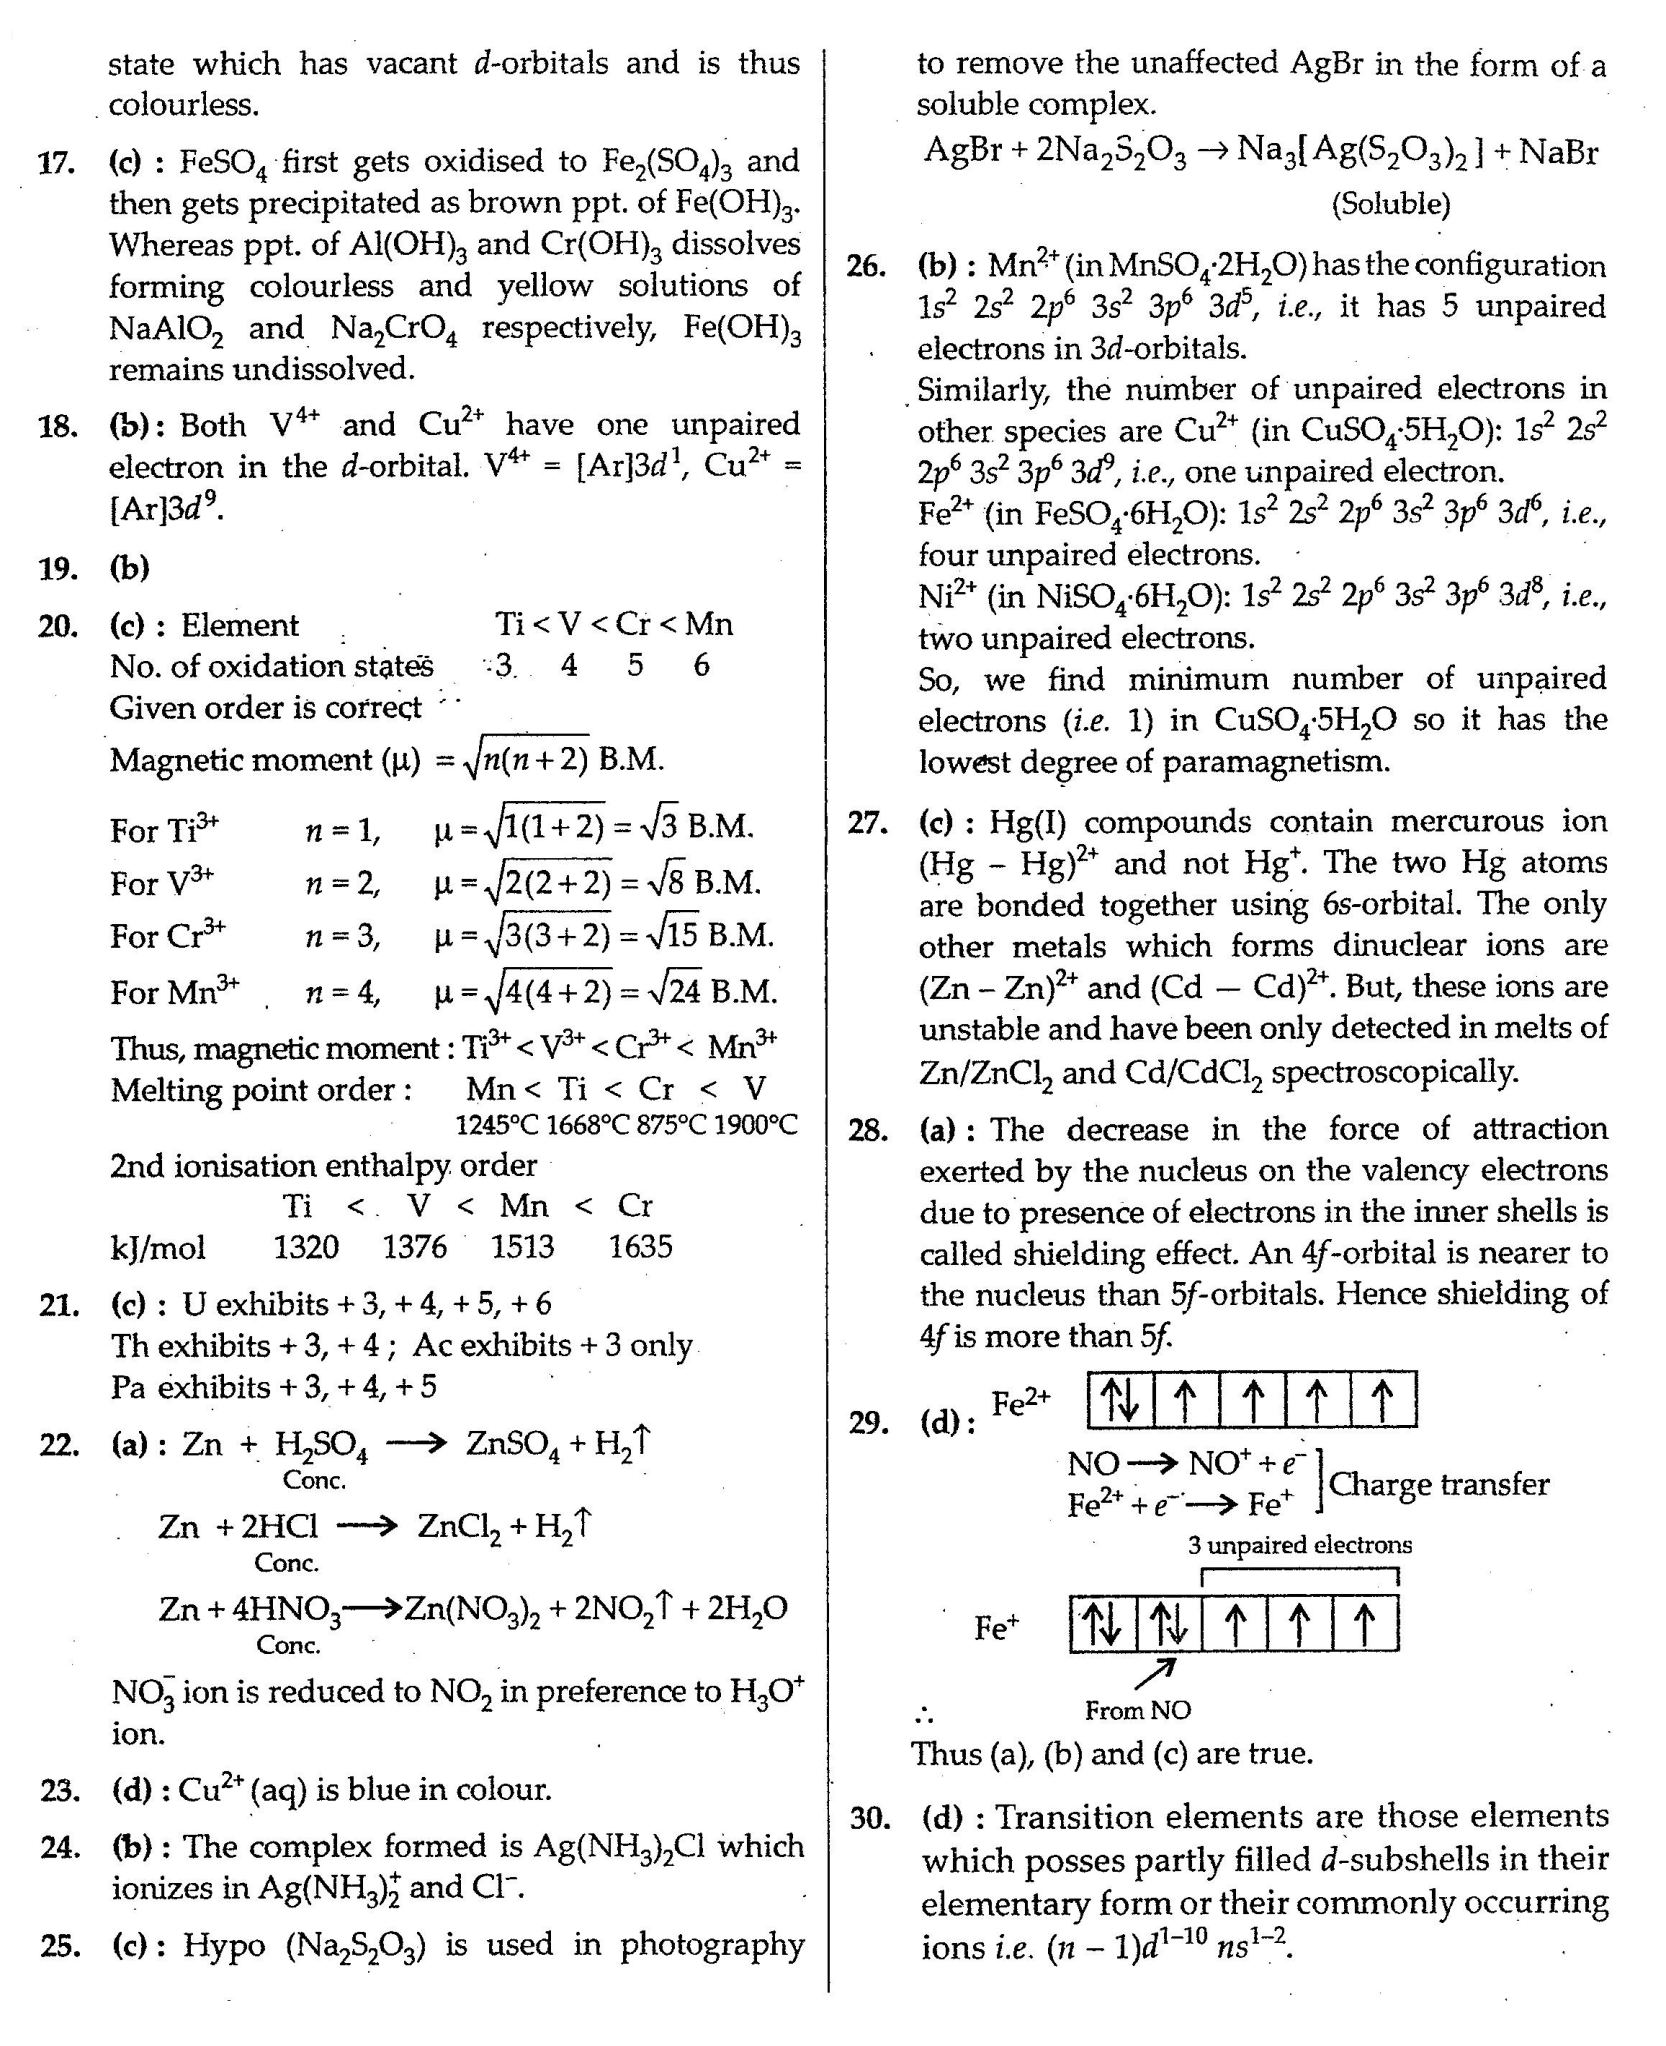 state which has vacant d-orbitals and is thus
colourless.
17. (c) : FeSO₄ first gets oxidised to Fe₂(SO₄)₃ and
then gets precipitated as brown ppt. of Fe(OH)₃.
Whereas ppt. of Al(OH)₃ and Cr(OH)₃ dissolves
forming colourless and yellow solutions of
NaAlO₂ and Na₂CrO₄ respectively, Fe(OH)₃
remains undissolved.
18. (b) : Both V⁴⁺ and Cu²⁺ have one unpaired
electron in the d-orbital. V⁴⁺ = [Ar]3d¹, Cu²⁺ =
[Ar]3d⁹.
19. (b)
20. (c) : Element Ti < V < Cr < Mn
No. of oxidation states 3 4 5 6
Given order is correct
Magnetic moment (μ) = √n(n+2) B.M.
For Ti³⁺ n = 1, μ = √1(1+2) = √3 B.M.
For V³⁺ n = 2, μ = √2(2+2) = √8 B.M.
For Cr³⁺ n = 3, μ = √3(3+2) = √15 B.M.
For Mn³⁺ n = 4, μ = √4(4+2) = √24 B.M.
Thus, magnetic moment : Ti³⁺ < V³⁺ < Cr³⁺ < Mn³⁺
Melting point order : Mn < Ti < Cr < V
1245°C 1668°C 875°C 1900°C
2nd ionisation enthalpy order
Ti < V < Mn < Cr
kJ/mol 1320 1376 1513 1635
21. (c) : U exhibits + 3, + 4, + 5, + 6
Th exhibits + 3, + 4 ; Ac exhibits + 3 only
Pa exhibits + 3, + 4, + 5
22. (a) : Zn + H₂SO₄ ⟶ ZnSO₄ + H₂↑
Conc.
Zn + 2HCl ⟶ ZnCl₂ + H₂↑
Conc.
Zn + 4HNO₃⟶Zn(NO₃)₂ + 2NO₂↑ + 2H₂O
Conc.
NO₃⁻ ion is reduced to NO₂ in preference to H₃O⁺
ion.
23. (d) : Cu²⁺ (aq) is blue in colour.
24. (b) : The complex formed is Ag(NH₃)₂Cl which
ionizes in Ag(NH₃)₂⁺ and Cl⁻.
25. (c) : Hypo (Na₂S₂O₃) is used in photography
to remove the unaffected AgBr in the form of a
soluble complex.
AgBr + 2Na₂S₂O₃ → Na₃[Ag(S₂O₃)₂] + NaBr
(Soluble)
26. (b) : Mn²⁺ (in MnSO₄·2H₂O) has the configuration
1s² 2s² 2p⁶ 3s² 3p⁶ 3d⁵, i.e., it has 5 unpaired
electrons in 3d-orbitals.
Similarly, the number of unpaired electrons in
other species are Cu²⁺ (in CuSO₄·5H₂O): 1s² 2s²
2p⁶ 3s² 3p⁶ 3d⁹, i.e., one unpaired electron.
Fe²⁺ (in FeSO₄·6H₂O): 1s² 2s² 2p⁶ 3s² 3p⁶ 3d⁶, i.e.,
four unpaired electrons.
Ni²⁺ (in NiSO₄·6H₂O): 1s² 2s² 2p⁶ 3s² 3p⁶ 3d⁸, i.e.,
two unpaired electrons.
So, we find minimum number of unpaired
electrons (i.e. 1) in CuSO₄·5H₂O so it has the
lowest degree of paramagnetism.
27. (c) : Hg(I) compounds contain mercurous ion
(Hg – Hg)²⁺ and not Hg⁺. The two Hg atoms
are bonded together using 6s-orbital. The only
other metals which forms dinuclear ions are
(Zn – Zn)²⁺ and (Cd — Cd)²⁺. But, these ions are
unstable and have been only detected in melts of
Zn/ZnCl₂ and Cd/CdCl₂ spectroscopically.
28. (a) : The decrease in the force of attraction
exerted by the nucleus on the valency electrons
due to presence of electrons in the inner shells is
called shielding effect. An 4f-orbital is nearer to
the nucleus than 5f-orbitals. Hence shielding of
4f is more than 5f.
29. (d) : Fe²⁺ ↑↓ ↑ ↑ ↑ ↑
NO ⟶ NO⁺ + e⁻
Fe²⁺ + e⁻ ⟶ Fe⁺
Charge transfer
3 unpaired electrons
Fe⁺ ↑↓ ↑↓ ↑ ↑ ↑
∴ From NO
Thus (a), (b) and (c) are true.
30. (d) : Transition elements are those elements
which posses partly filled d-subshells in their
elementary form or their commonly occurring
ions i.e. (n – 1)d¹⁻¹⁰ ns¹⁻².